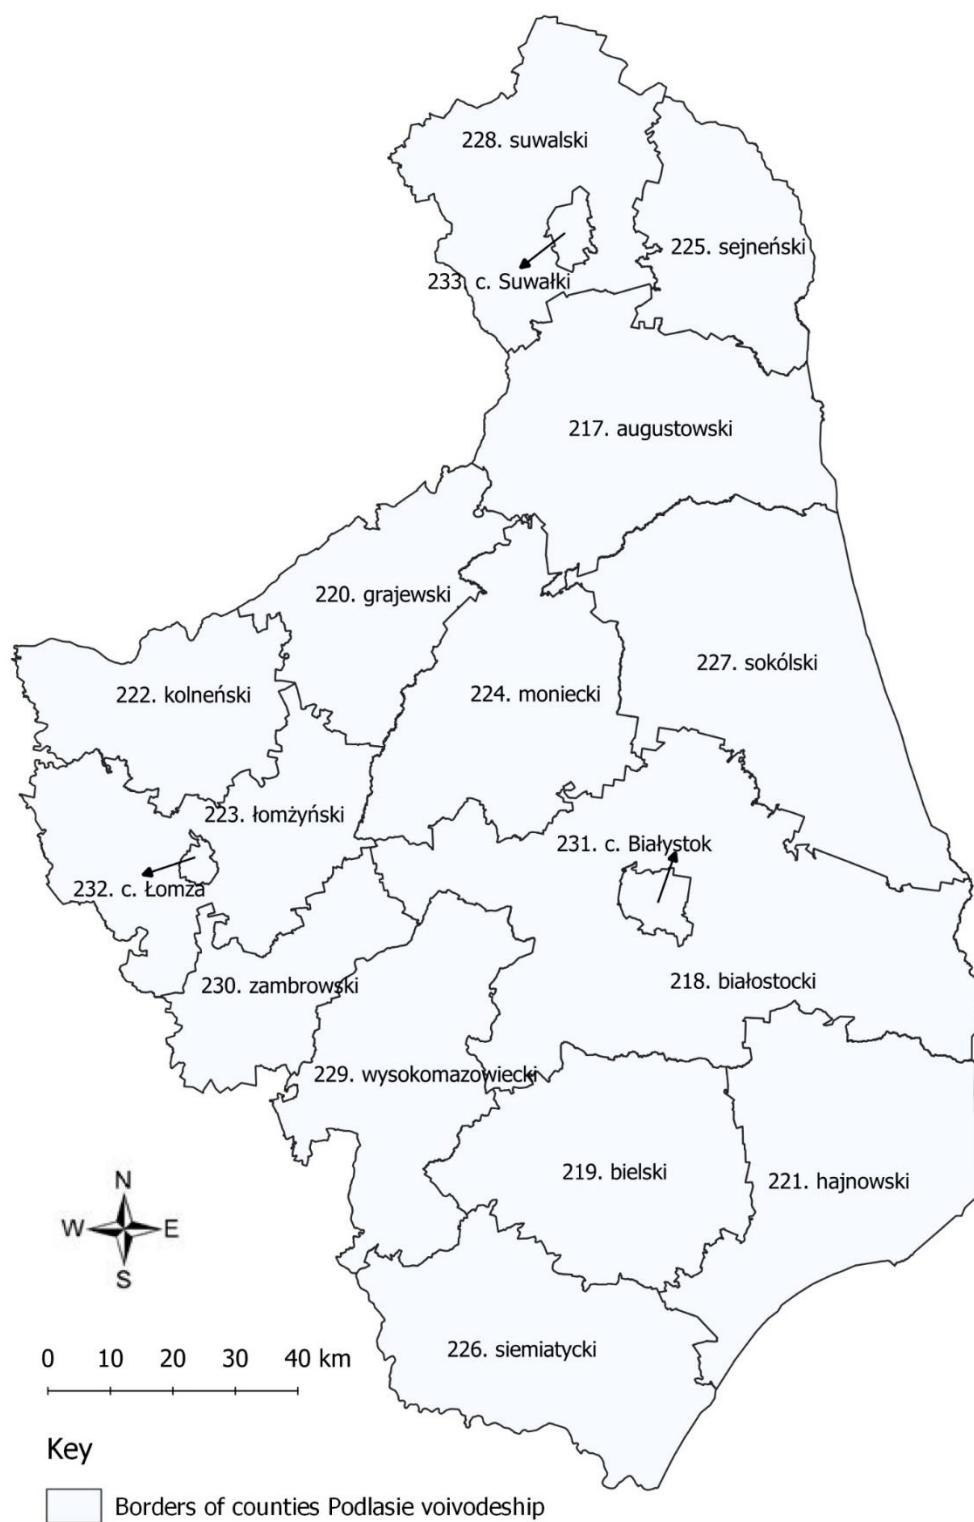 228. suwalski
225. sejneński
233. c. Suwałki
217. augustowski
220. grajewski
227. sokólski
222. kolneński
224. moniecki
223. łomżyński
231. c. Białystok
232. c. Łomza
218. białostocki
230. zambrowski
229. wysokomazowiecki
219. bielski
221. hajnowski
N
W E
S
226. siemiatycki
0 10 20 30 40 km
Key
Borders of counties Podlasie voivodeship